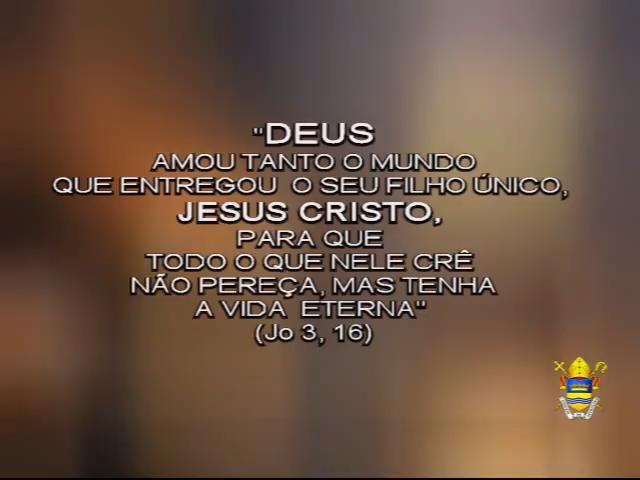 "DEUS
AMOU TANTO O MUNDO
QUE ENTREGOU O SEU FILHO ÚNICO,
JESUS CRISTO,
PARA QUE
TODO O QUE NELE CRÊ
NÃO PEREÇA, MAS TENHA
A VIDA ETERNA"
(Jo 3, 16)